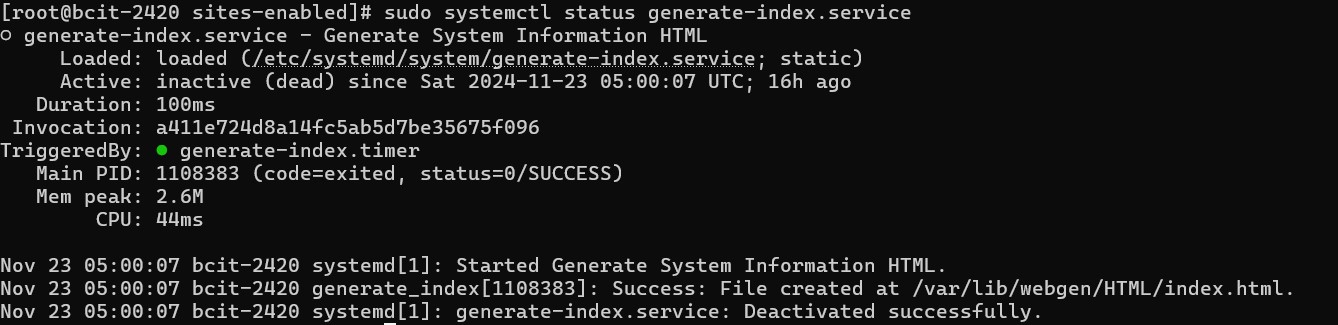 [root@bcit-2420 sites-enabled]# sudo systemctl status generate-index.service
○ generate-index.service - Generate System Information HTML
     Loaded: loaded (/etc/systemd/system/generate-index.service; static)
     Active: inactive (dead) since Sat 2024-11-23 05:00:07 UTC; 16h ago
   Duration: 100ms
 Invocation: a411e724d8a14fc5ab5d7be35675f096
TriggeredBy: ● generate-index.timer
   Main PID: 1108383 (code=exited, status=0/SUCCESS)
   Mem peak: 2.6M
        CPU: 44ms

Nov 23 05:00:07 bcit-2420 systemd[1]: Started Generate System Information HTML.
Nov 23 05:00:07 bcit-2420 generate_index[1108383]: Success: File created at /var/lib/webgen/HTML/index.html.
Nov 23 05:00:07 bcit-2420 systemd[1]: generate-index.service: Deactivated successfully.